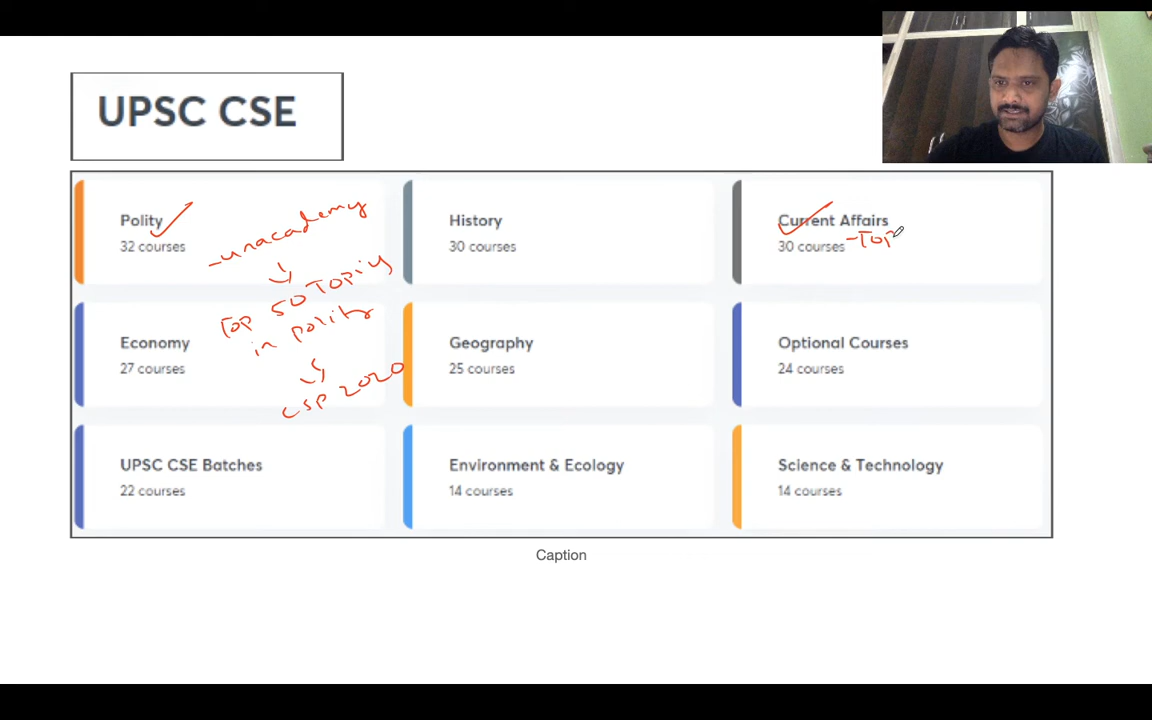 UPSC CSE
Polity
32 courses
History
30 courses
Current Affairs
30 courses
-Top
-unacademy
Top 50 Topics
in polity
CSP 2020
Economy
27 courses
Geography
25 courses
Optional Courses
24 courses
UPSC CSE Batches
22 courses
Environment & Ecology
14 courses
Science & Technology
14 courses
Caption